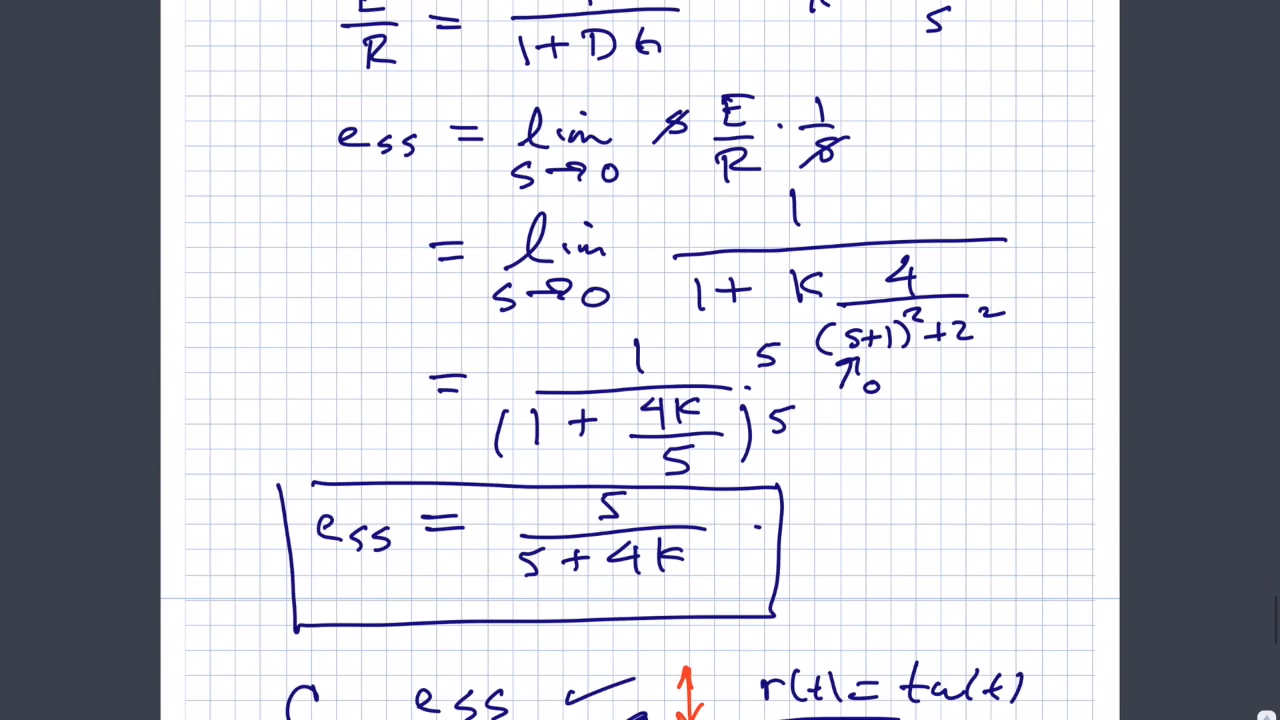 E/R = 1/(1 + DG)    s
ess = lim s→0 s E/R · 1/s
= lim s→0 1/(1 + K 4/((s+1)² + 2²))
↑0
= 1/(1 + 4K/5) · 5/5
ess = 5/(5 + 4K) .
C ess ✓ ↕ r(t) = tu(t)